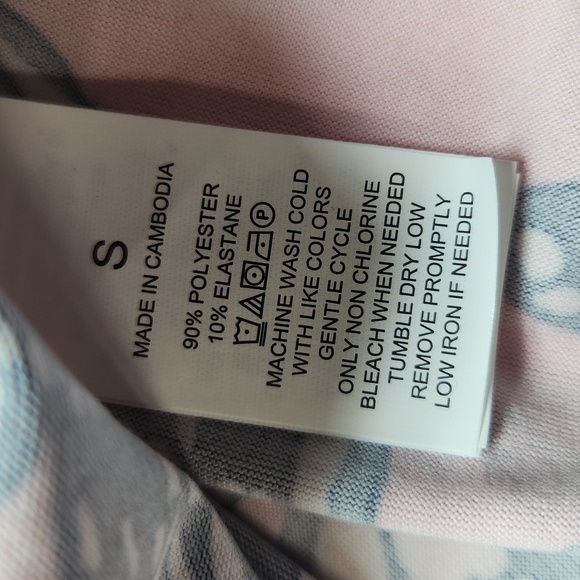 S
MADE IN CAMBODIA
90% POLYESTER
10% ELASTANE
P
MACHINE WASH COLD
WITH LIKE COLORS
GENTLE CYCLE
ONLY NON CHLORINE
BLEACH WHEN NEEDED
TUMBLE DRY LOW
REMOVE PROMPTLY
LOW IRON IF NEEDED